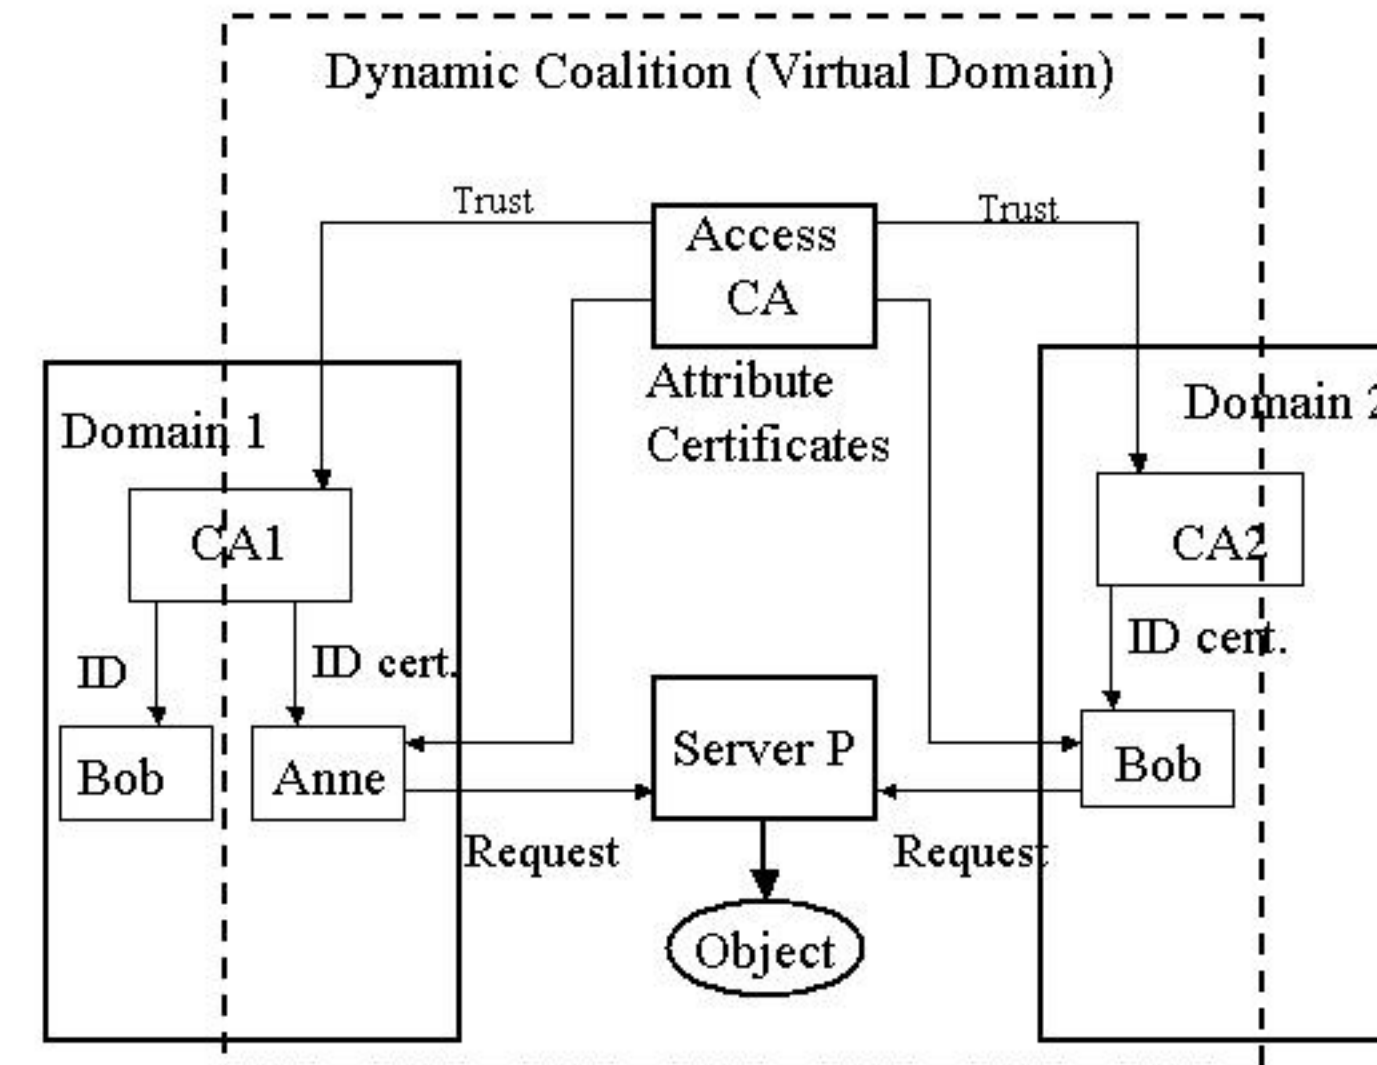 Dynamic Coalition (Virtual Domain)
Trust
Trust
Access
CA
Attribute
Certificates
Domain 1
Domain 2
CA1
CA2
ID
ID cert.
ID cert.
Bob
Anne
Server P
Bob
Request
Request
Object